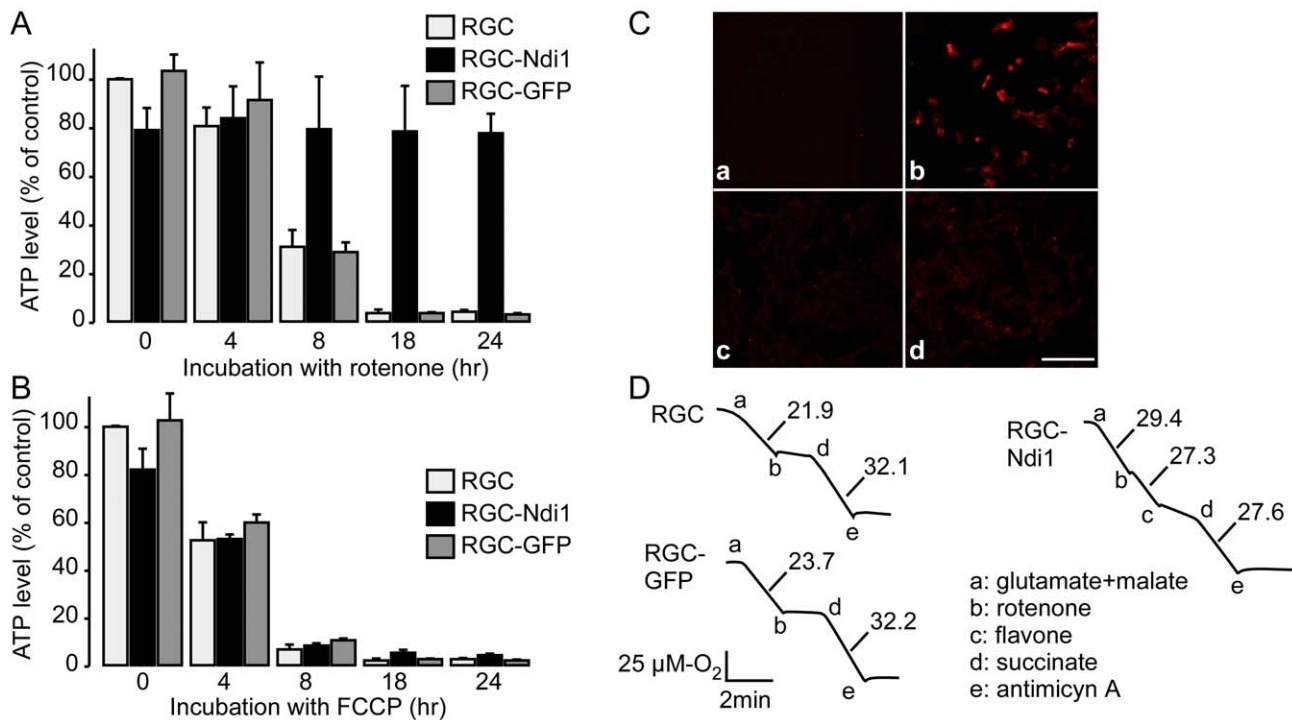 A
ATP level (% of control)
100
80
60
40
20
0
RGC
RGC-Ndi1
RGC-GFP
0 4 8 18 24
Incubation with rotenone (hr)
B
ATP level (% of control)
100
80
60
40
20
0
RGC
RGC-Ndi1
RGC-GFP
0 4 8 18 24
Incubation with FCCP (hr)
C
a b
c d
D
RGC
a
21.9
b
d
32.1
e
RGC-
GFP
a
23.7
b
d
32.2
e
25 µM-O2
2min
RGC-
Ndi1
a
29.4
b
27.3
c
d
27.6
e
a: glutamate+malate
b: rotenone
c: flavone
d: succinate
e: antimicyn A